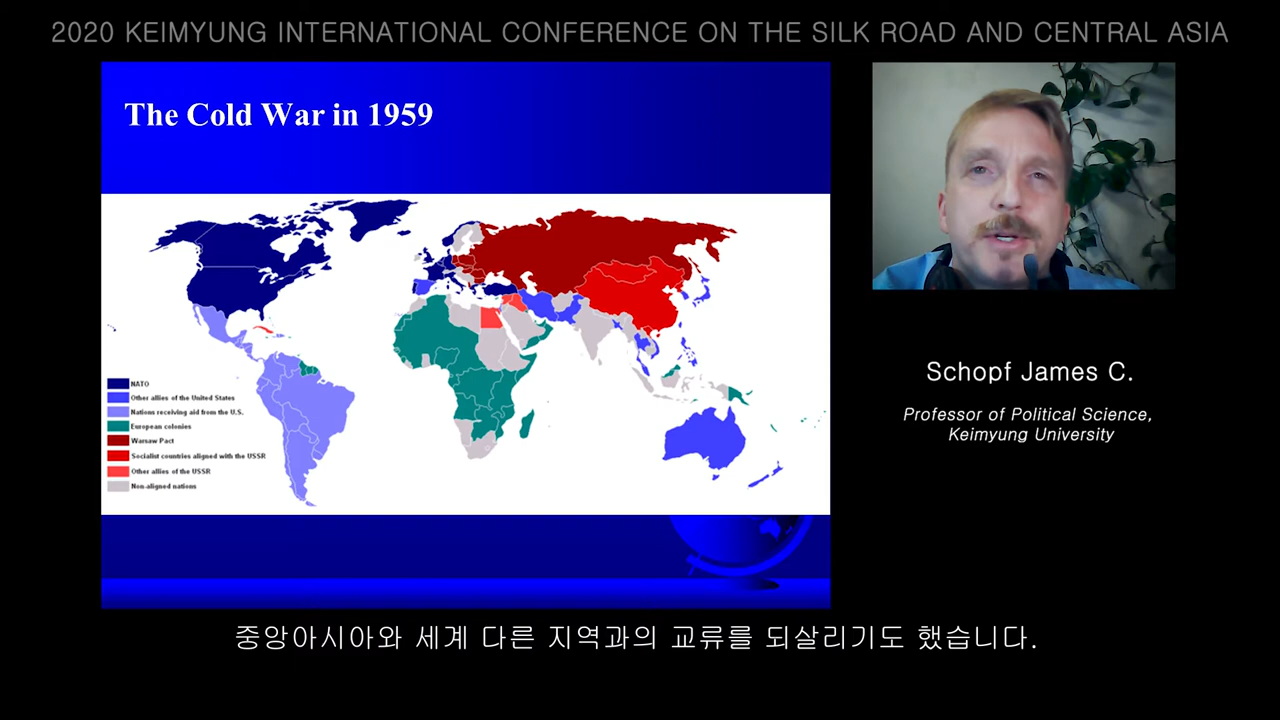 2020 KEIMYUNG INTERNATIONAL CONFERENCE ON THE SILK ROAD AND CENTRAL ASIA
The Cold War in 1959
NATO
Other allies of the United States
Nations receiving aid from the U.S.
European colonies
Warsaw Pact
Socialist countries aligned with the USSR
Other allies of the USSR
Non-aligned nations
Schopf James C.
Professor of Political Science,
Keimyung University
중앙아시아와 세계 다른 지역과의 교류를 되살리기도 했습니다.